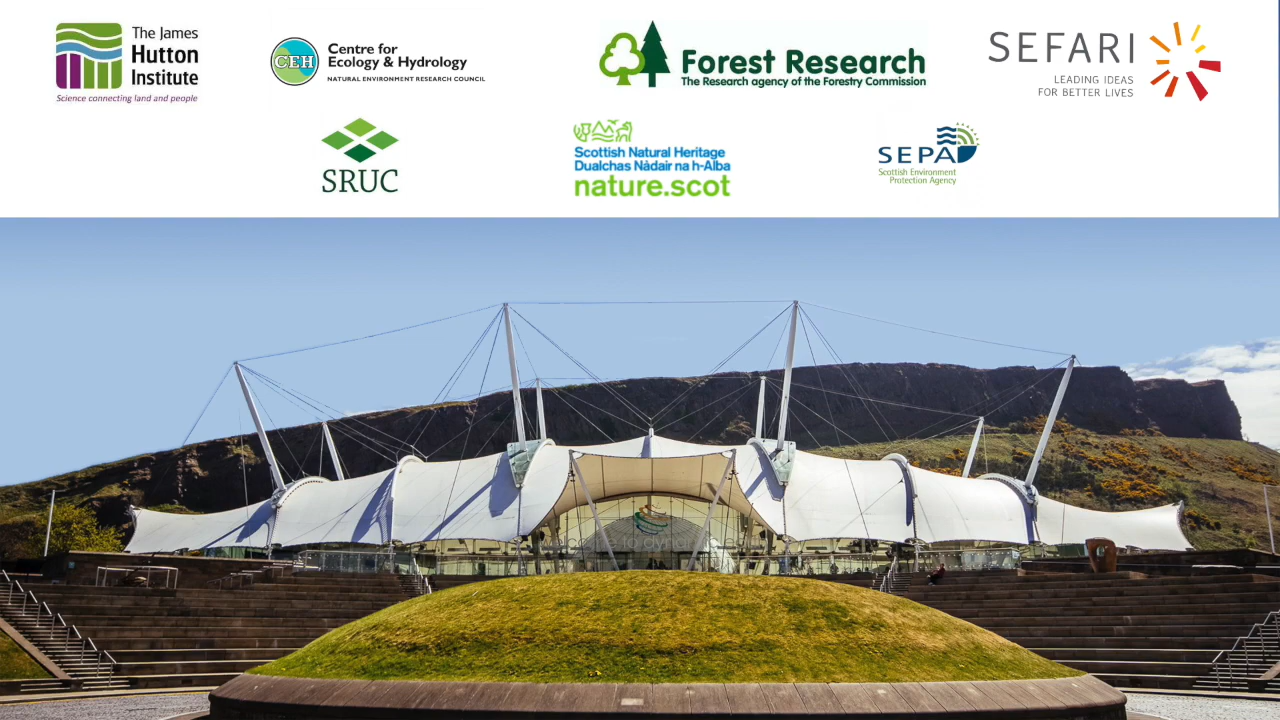 The James
Hutton
Institute
Science connecting land and people
CEH
Centre for
Ecology & Hydrology
NATURAL ENVIRONMENT RESEARCH COUNCIL
Forest Research
The Research agency of the Forestry Commission
SEFARI
LEADING IDEAS
FOR BETTER LIVES
SRUC
Scottish Natural Heritage
Dualchas Nàdair na h-Alba
nature.scot
SEPA
Scottish Environment
Protection Agency